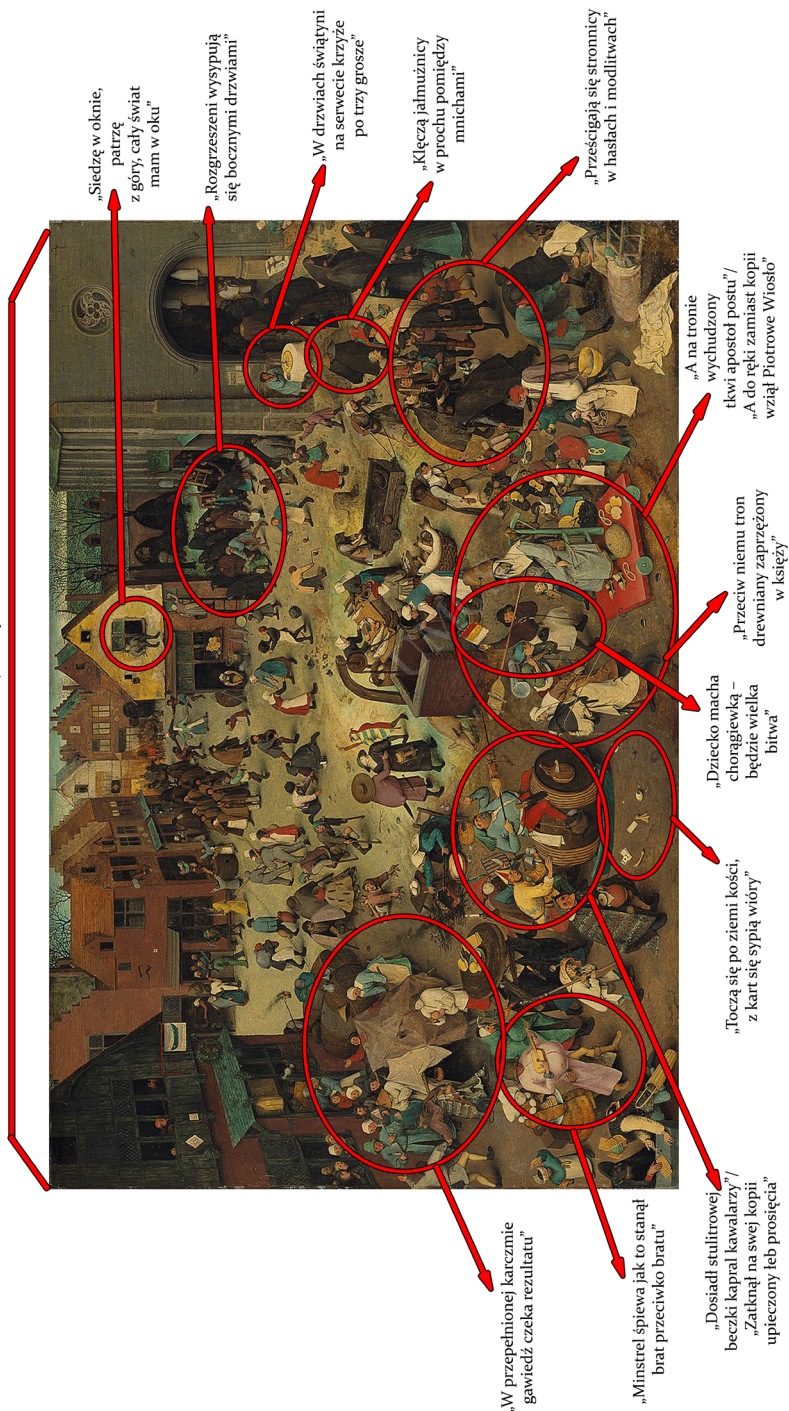 „Siedzę w oknie,
patrzę
z góry, cały świat
mam w oku”
„Rozgrzeszeni wysypują
się bocznymi drzwiami”
„W drzwiach świątyni
na serwecie krzyże
po trzy grosze”
„Klęczą jałmużnicy
w prochu pomiędzy
mnichami”
„W przepełnionej karczmie
gawiedź czeka rezultatu”
„Prześcigają się stronnicy
w hasłach i modlitwach”
„Minstrel śpiewa jak to stanął
brat przeciwko bratu”
„Dosiadł stulitrowej
beczki kapral kawalarzy”/
„Zatknął na swej kopii
upieczony łeb prosięcia”
„Toczą się po ziemi kości,
z kart się sypią wióry”
„Dziecko macha
chorągiewką –
będzie wielka
bitwa”
„Przeciw niemu tron
drewniany zaprzężony
w księży”
„A na tronie
wychudzony
tkwi apostoł postu”/
„A do ręki zamiast kopii
wziął Piotrowe Wiosło”